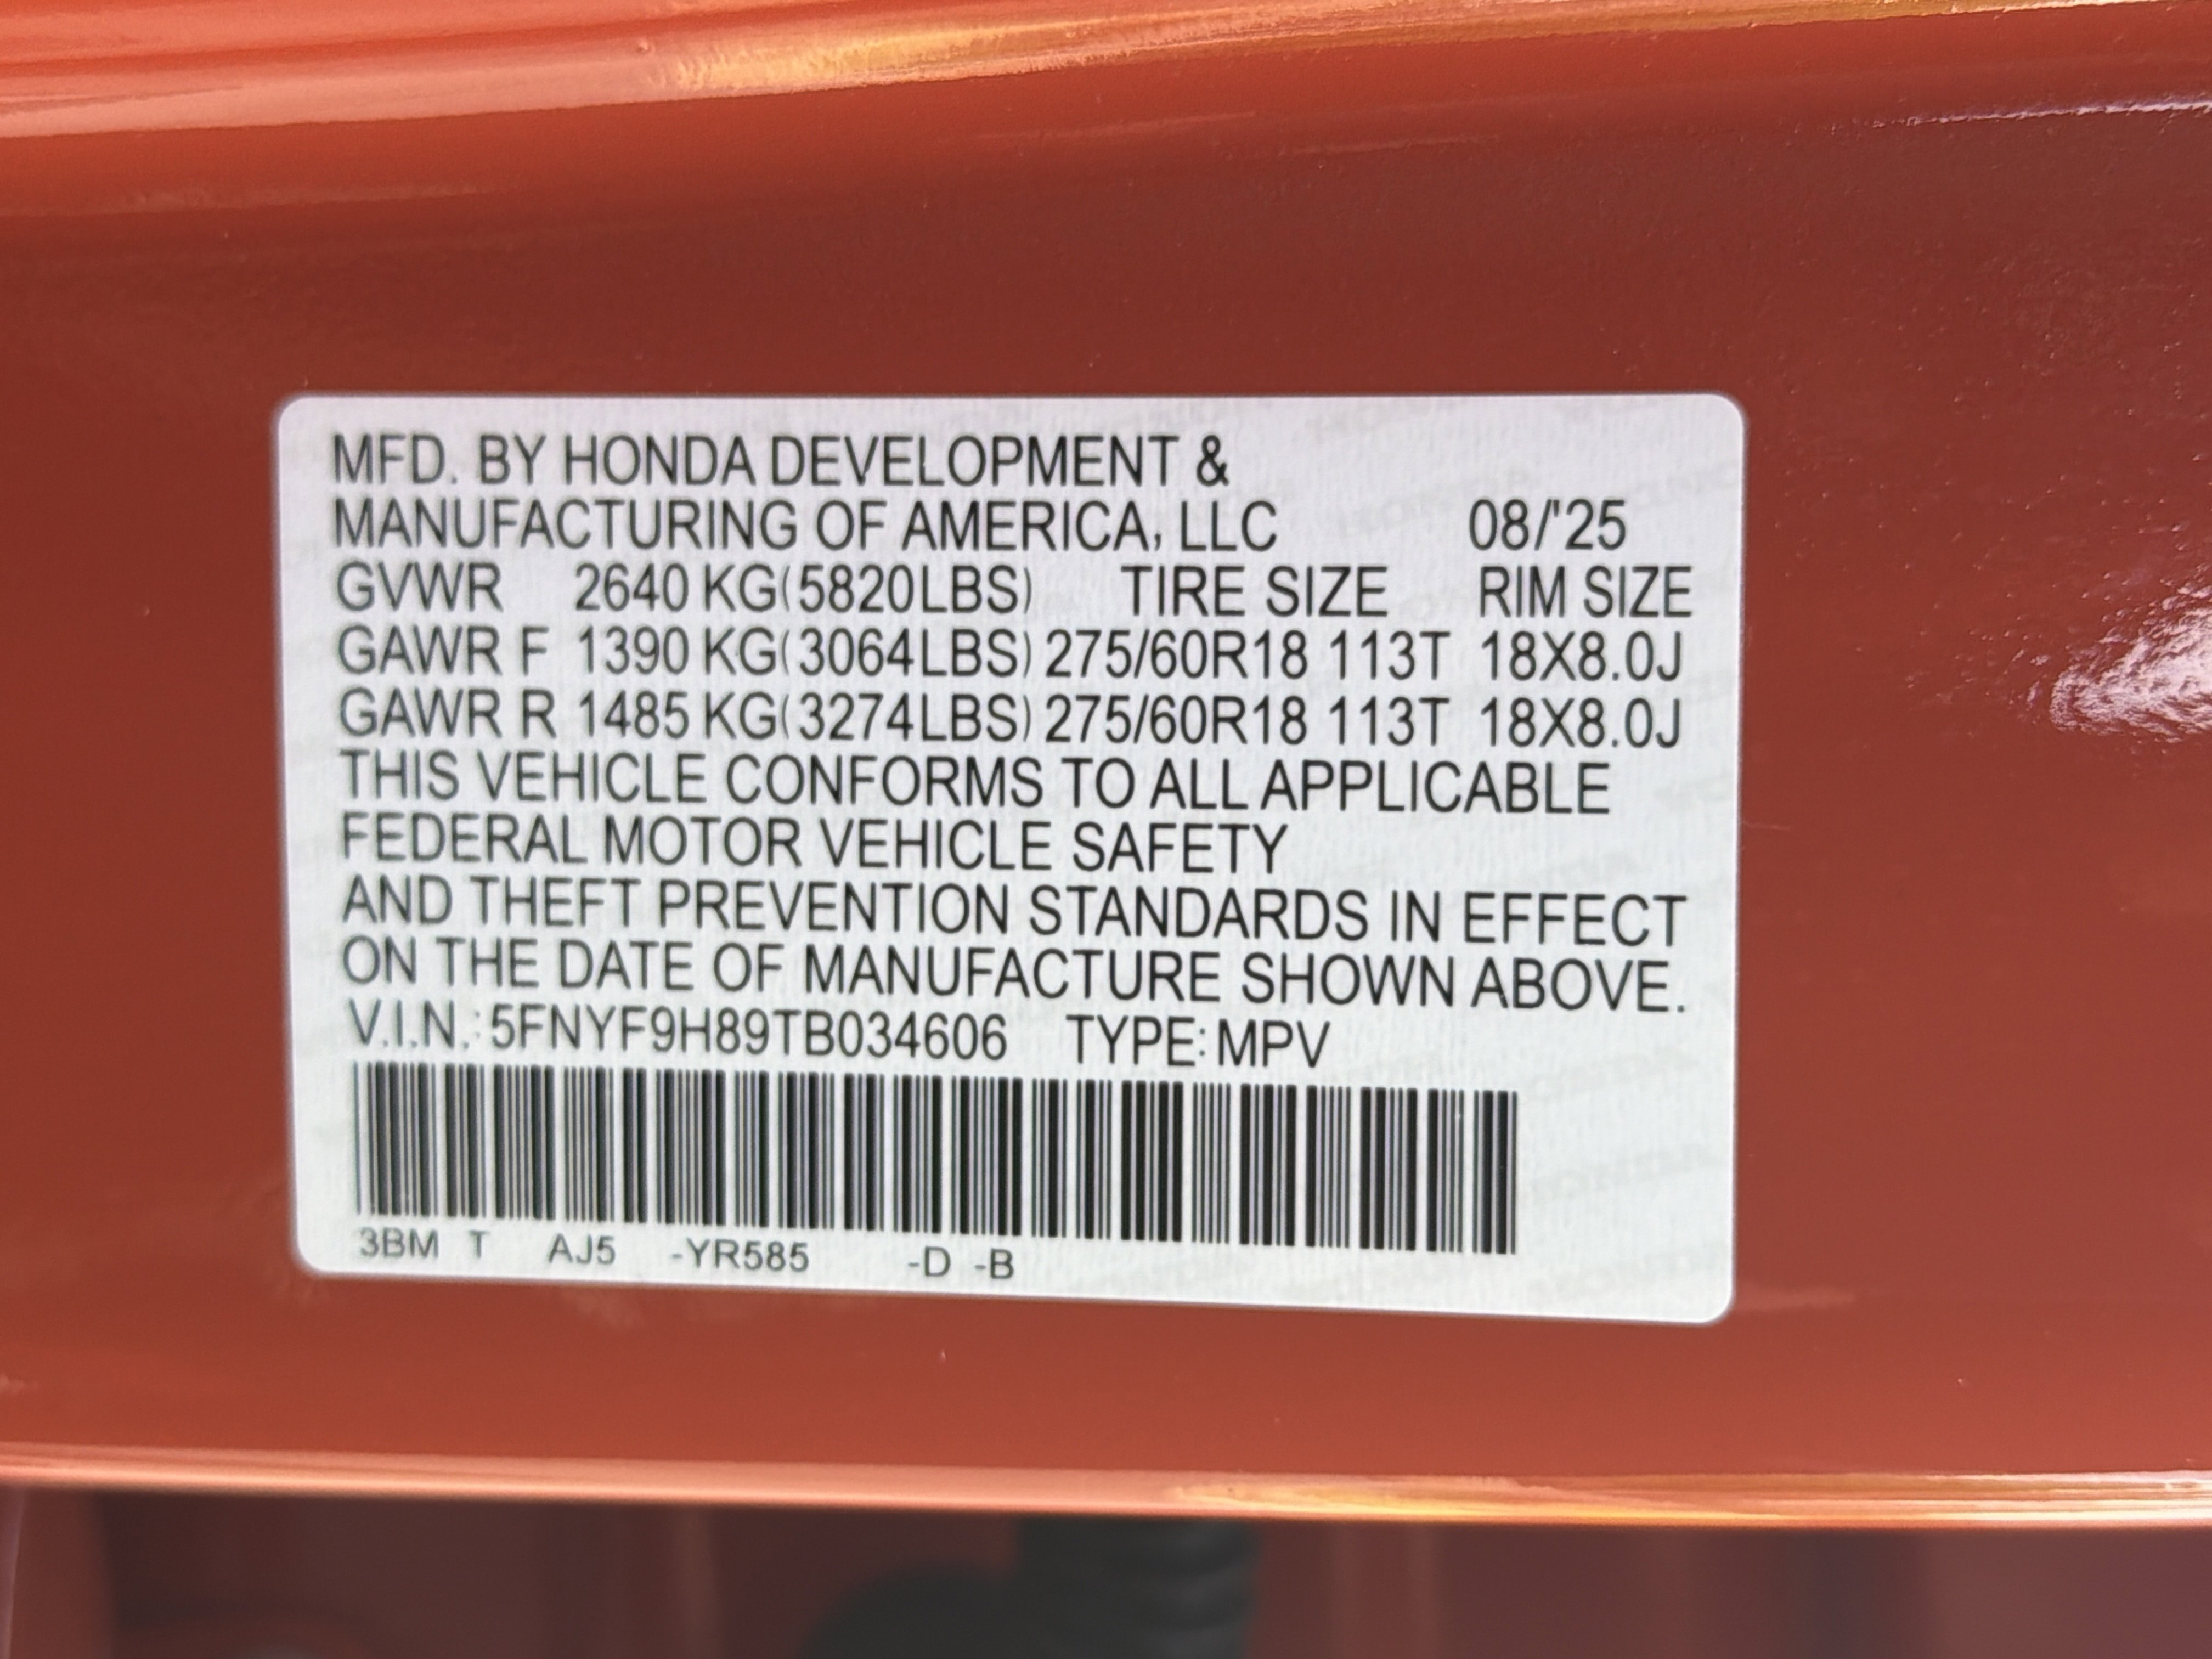 MFD. BY HONDA DEVELOPMENT &
MANUFACTURING OF AMERICA, LLC 08/'25
GVWR 2640 KG(5820LBS) TIRE SIZE RIM SIZE
GAWR F 1390 KG(3064LBS) 275/60R18 113T 18X8.0J
GAWR R 1485 KG(3274LBS) 275/60R18 113T 18X8.0J
THIS VEHICLE CONFORMS TO ALL APPLICABLE
FEDERAL MOTOR VEHICLE SAFETY
AND THEFT PREVENTION STANDARDS IN EFFECT
ON THE DATE OF MANUFACTURE SHOWN ABOVE.
V.I.N.: 5FNYF9H89TB034606 TYPE: MPV
3BM T AJ5 -YR585 -D -B